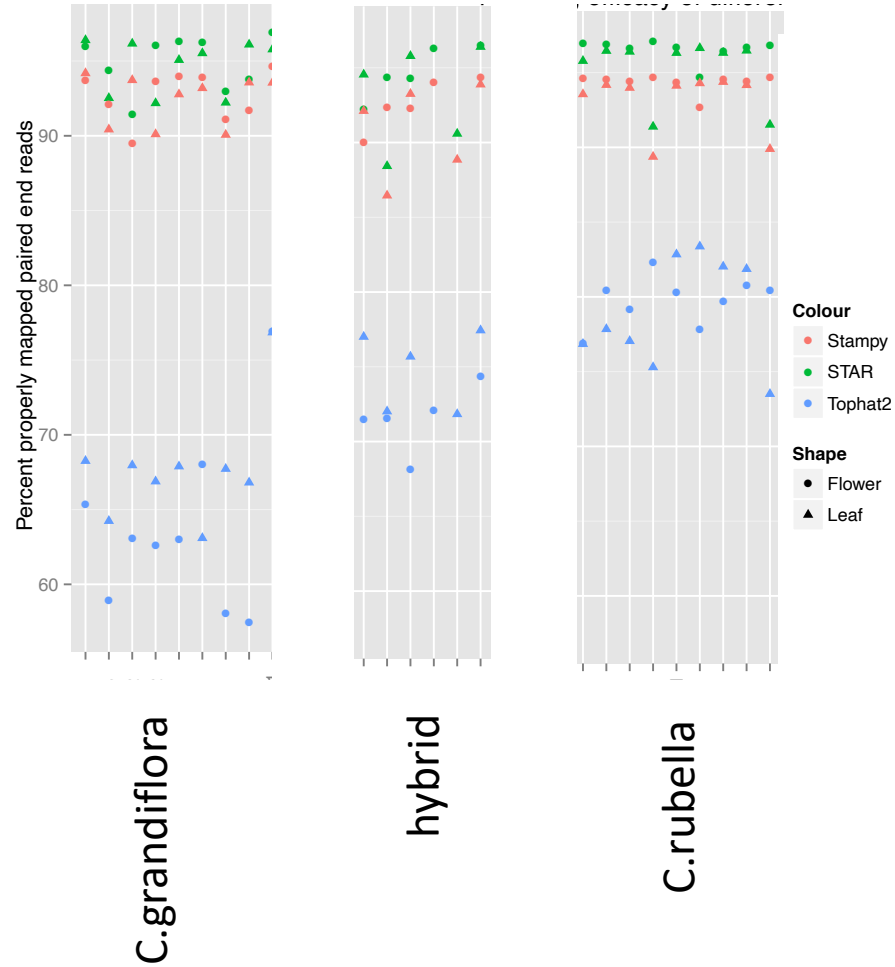 Percent properly mapped paired end reads
90
80
70
60
Colour
Stampy
STAR
Tophat2
Shape
Flower
Leaf
C.grandiflora
hybrid
C.rubella